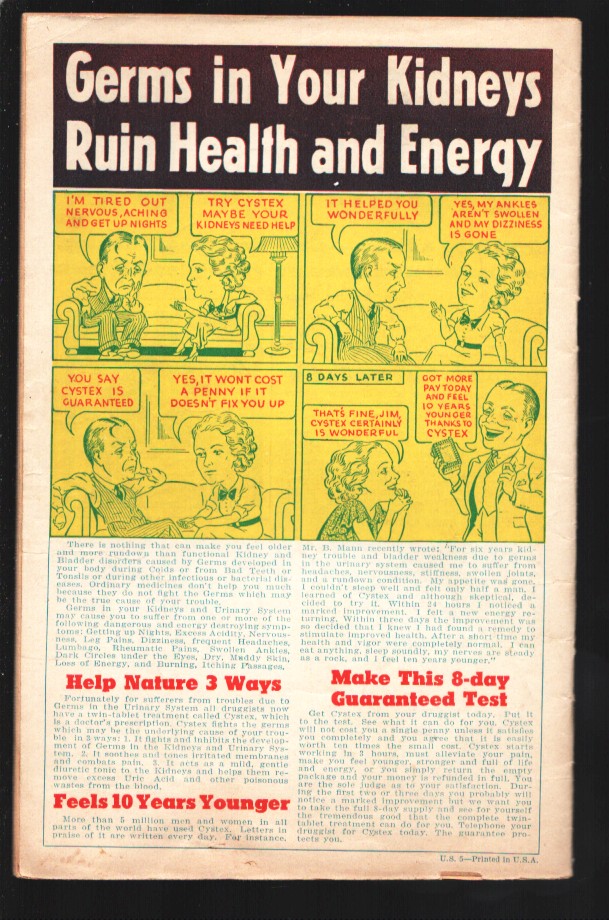 Germs in Your Kidneys
Ruin Health and Energy
I'M TIRED OUT
NERVOUS, ACHING
AND GET UP NIGHTS
TRY CYSTEX
MAYBE YOUR
KIDNEYS NEED HELP
IT HELPED YOU
WONDERFULLY
YES, MY ANKLES
AREN'T SWOLLEN
AND MY DIZZINESS
IS GONE
YOU SAY
CYSTEX IS
GUARANTEED
YES, IT WONT COST
A PENNY IF IT
DOESN'T FIX YOU UP
8 DAYS LATER
THAT'S FINE, JIM,
CYSTEX CERTAINLY
IS WONDERFUL
GOT MORE
PAY TODAY
AND FEEL
10 YEARS
YOUNGER
THANKS TO
CYSTEX
There is nothing that can make you feel older
and more rundown than functional Kidney and
Bladder disorders caused by Germs developed in
your body during Colds or from Bad Teeth or
Tonsils or during other infectious or bacterial dis-
eases. Ordinary medicines don't help you much
because they do not fight the Germs which may
be the true cause of your trouble.
Germs in your Kidneys and Urinary System
may cause you to suffer from one or more of the
following dangerous and energy destroying symp-
toms: Getting up Nights, Excess Acidity, Nervous-
ness, Leg Pains, Dizziness, frequent Headaches,
Lumbago, Rheumatic Pains, Swollen Ankles,
Dark Circles under the Eyes, Dry, Muddy Skin,
Loss of Energy, and Burning, Itching Passages.
Help Nature 3 Ways
Fortunately for sufferers from troubles due to
Germs in the Urinary System all druggists now
have a twin-tablet treatment called Cystex, which
is a doctor's prescription. Cystex fights the germs
which may be the underlying cause of your trou-
ble in 3 ways: 1. It fights and inhibits the develop-
ment of Germs in the Kidneys and Urinary Sys-
tem. 2. It soothes and tones irritated membranes
and combats pain. 3. It acts as a mild, gentle
diuretic tonic to the Kidneys and helps them re-
move excess Uric Acid and other poisonous
wastes from the blood.
Feels 10 Years Younger
More than 5 million men and women in all
parts of the world have used Cystex. Letters in
praise of it are written every day. For instance,
Mr. B. Mann recently wrote: "For six years kid-
ney trouble and bladder weakness due to germs
in the urinary system caused me to suffer from
headaches, nervousness, stiffness, swollen joints,
and a rundown condition. My appetite was gone.
I couldn't sleep well and felt only half a man. I
learned of Cystex and although skeptical, de-
cided to try it. Within 24 hours I noticed a
marked improvement. I felt a new energy re-
turning. Within three days the improvement was
so decided that I knew I had found a remedy to
stimulate improved health. After a short time my
health and vigor were completely normal. I can
eat anything, sleep soundly, my nerves are steady
as a rock, and I feel ten years younger."
Make This 8-day
Guaranteed Test
Get Cystex from your druggist today. Put it
to the test. See what it can do for you. Cystex
will not cost you a single penny unless it satisfies
you completely and you agree that it is easily
worth ten times the small cost. Cystex starts
working in 3 hours, must alleviate your pain,
make you feel younger, stronger and full of life
and energy, or you simply return the empty
package and your money is refunded in full. You
are the sole judge as to your satisfaction. Dur-
ing the first two or three days you probably will
notice a marked improvement but we want you
to take the full 8-day supply and see for yourself
the tremendous good that the complete twin-
tablet treatment can do for you. Telephone your
druggist for Cystex today. The guarantee pro-
tects you.
U.S. 5—Printed in U.S.A.